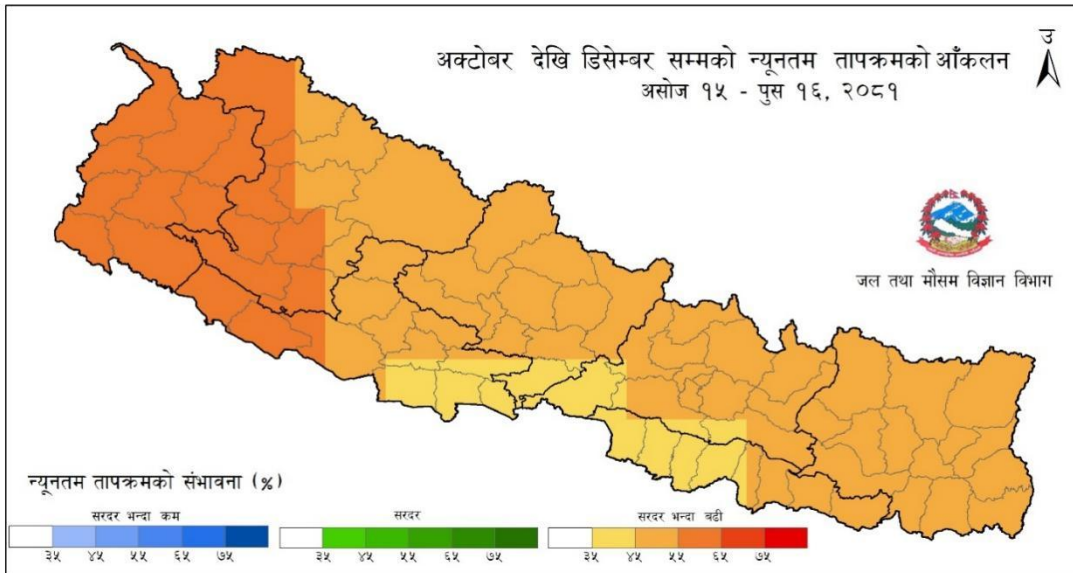 उ
अक्टोबर देखि डिसेम्बर सम्मको न्यूनतम तापक्रमको आँकलन
असोज १५ - पुस १६, २०८१
जल तथा मौसम विज्ञान विभाग
न्यूनतम तापक्रमको संभावना (%)
सरदर भन्दा कम
सरदर
सरदर भन्दा बढी
३५ ४५ ५५ ६५ ७५
३५ ४५ ५५ ६५ ७५
३५ ४५ ५५ ६५ ७५